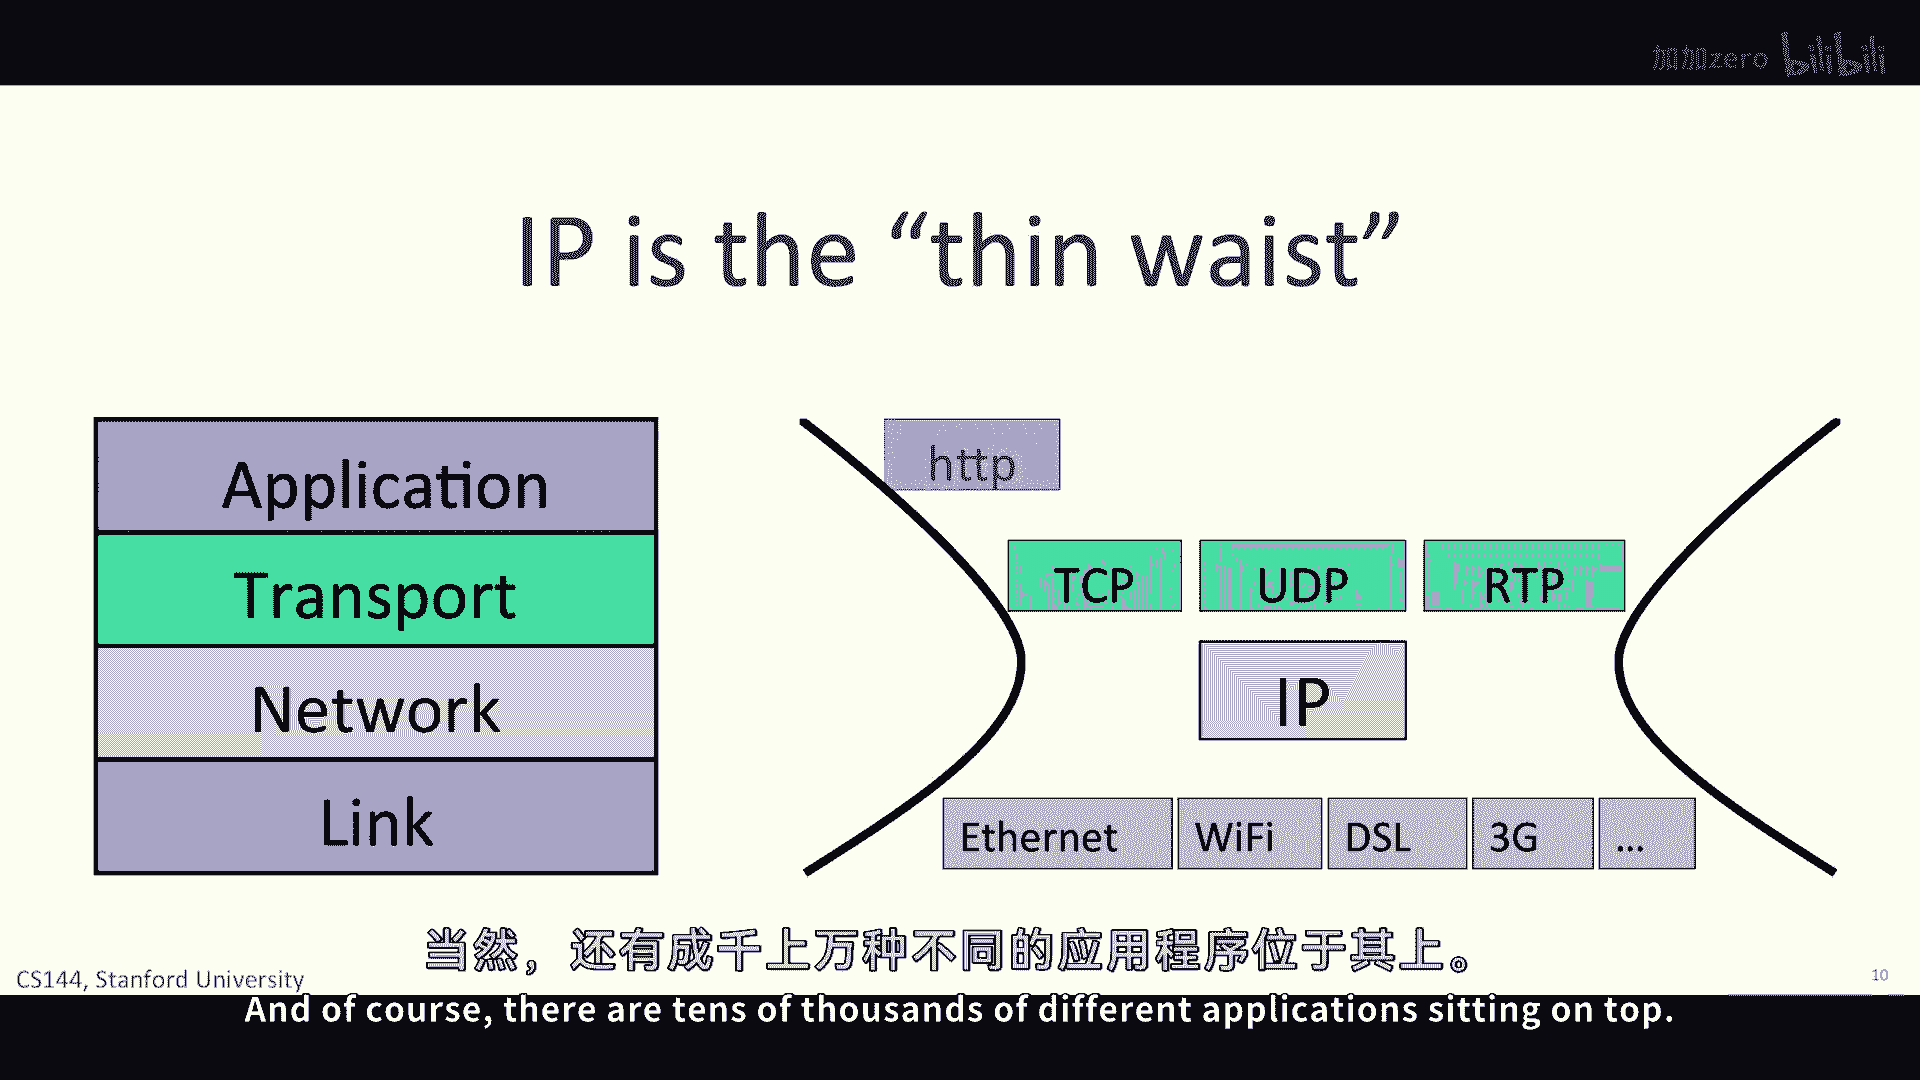 加加zero bilibili
IP is the “thin waist”
Application
Transport
Network
Link
http
TCP UDP RTP
IP
Ethernet WiFi DSL 3G ...
当然，还有成千上万种不同的应用程序位于其上。
CS144, Stanford University
10
And of course, there are tens of thousands of different applications sitting on top.